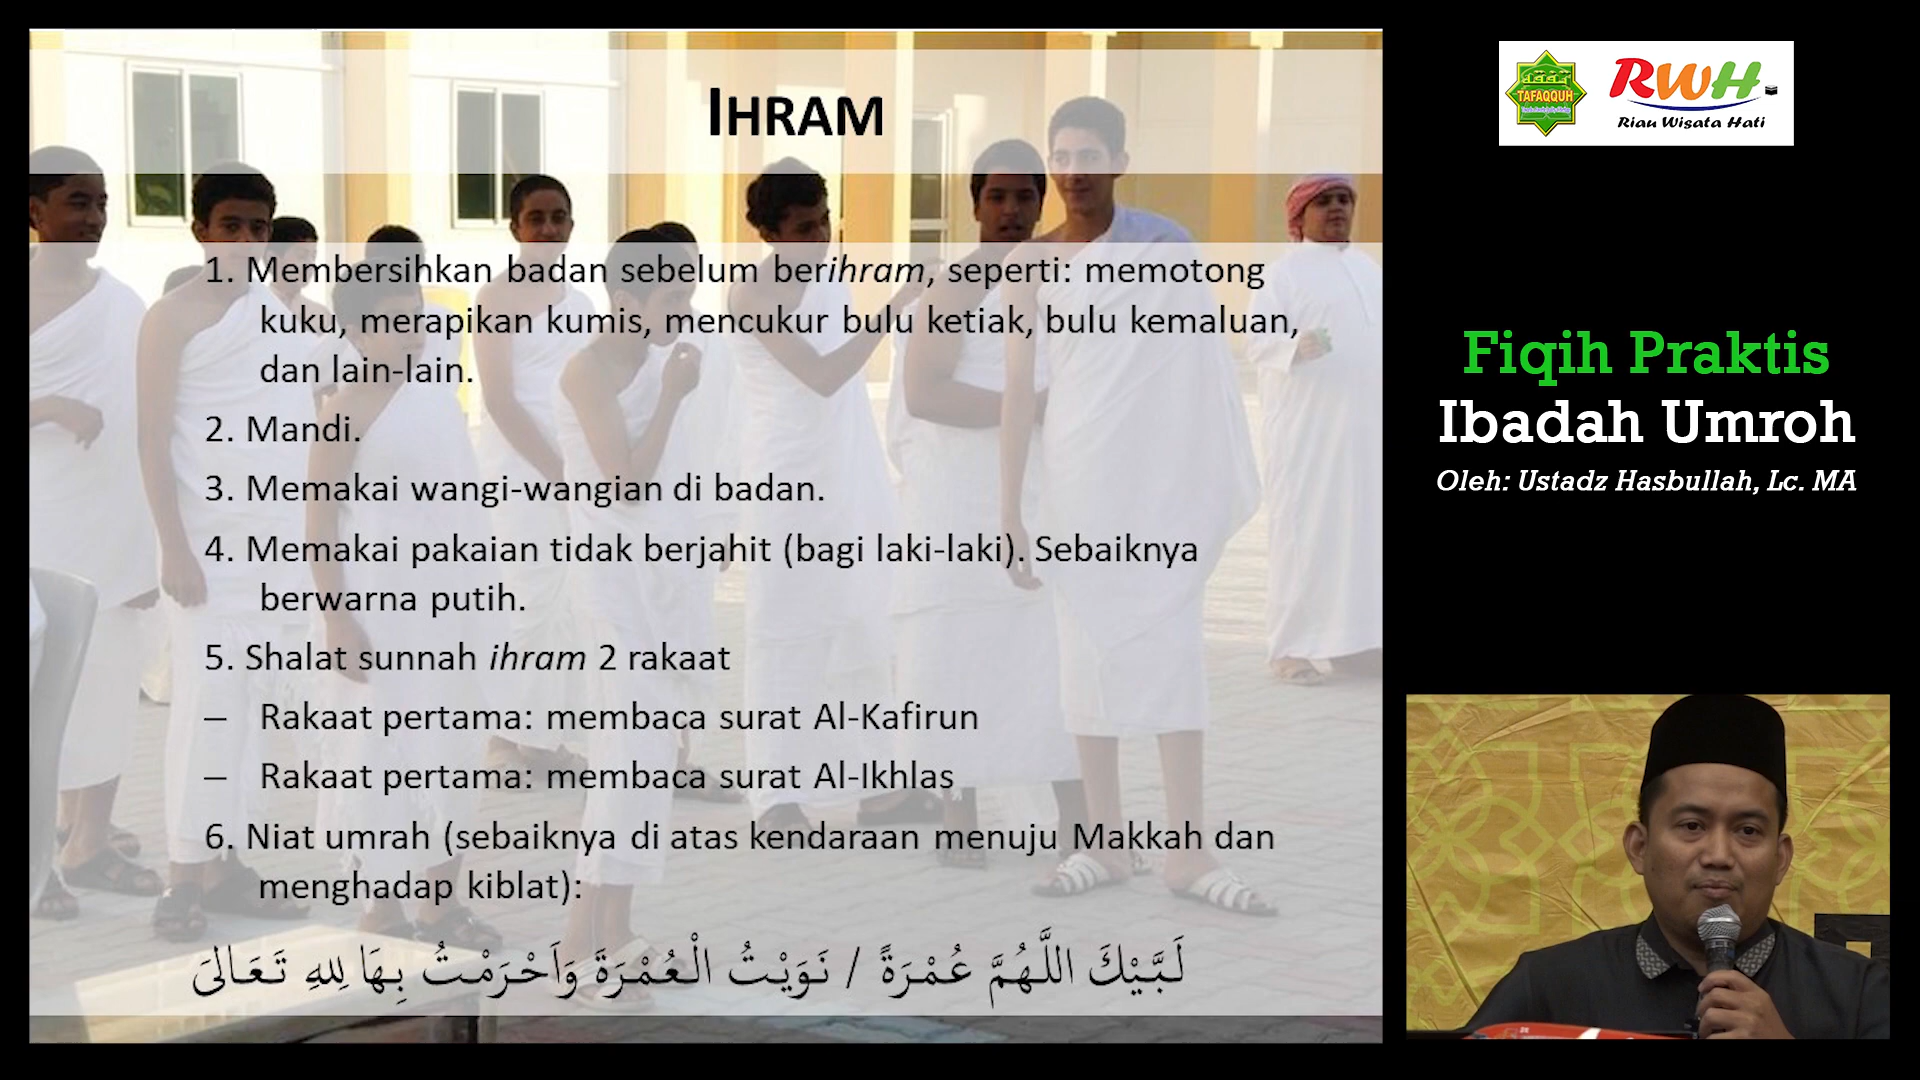 IHRAM
1. Membersihkan badan sebelum berihram, seperti: memotong
kuku, merapikan kumis, mencukur bulu ketiak, bulu kemaluan,
dan lain-lain.
2. Mandi.
3. Memakai wangi-wangian di badan.
4. Memakai pakaian tidak berjahit (bagi laki-laki). Sebaiknya
berwarna putih.
5. Shalat sunnah ihram 2 rakaat
– Rakaat pertama: membaca surat Al-Kafirun
– Rakaat pertama: membaca surat Al-Ikhlas
6. Niat umrah (sebaiknya di atas kendaraan menuju Makkah dan
menghadap kiblat):
لَبَّيْكَ اللَّهُمَّ عُمْرَةً / نَوَيْتُ الْعُمْرَةَ وَاَحْرَمْتُ بِهَا لِلهِ تَعَالىَ
TAFAQQUH
RWH
Riau Wisata Hati
Fiqih Praktis
Ibadah Umroh
Oleh: Ustadz Hasbullah, Lc. MA